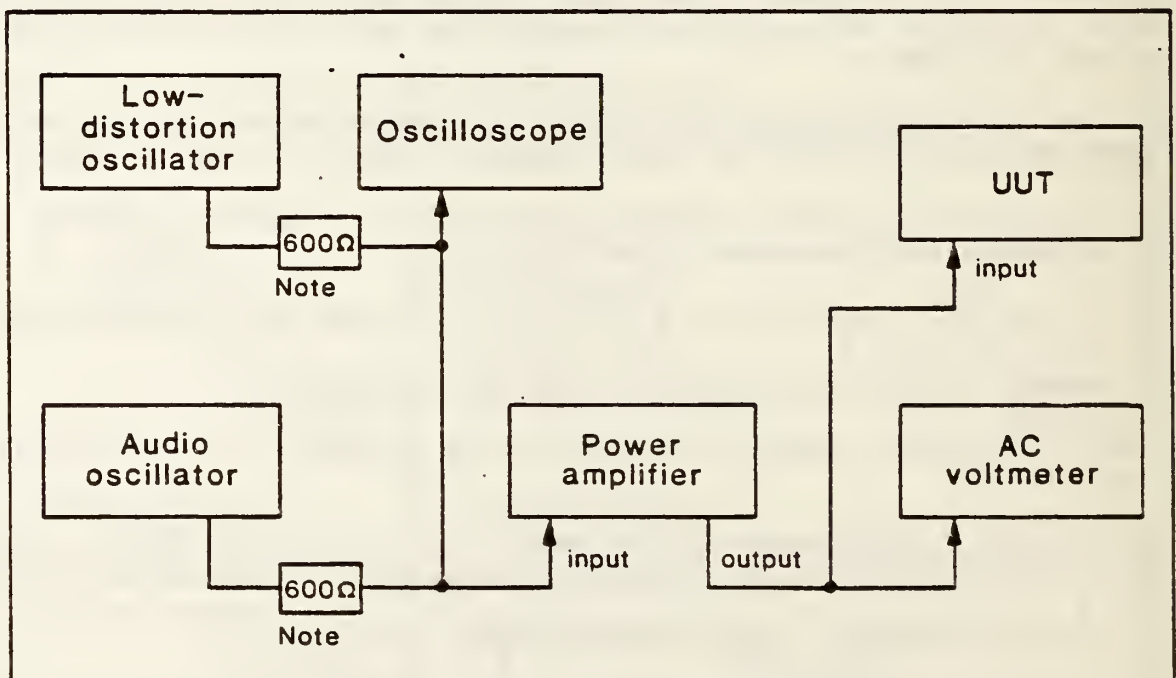 Low-
distortion
oscillator
Oscilloscope
UUT
600Ω
Note
input
Audio
oscillator
Power
amplifier
AC
voltmeter
input
output
600Ω
Note